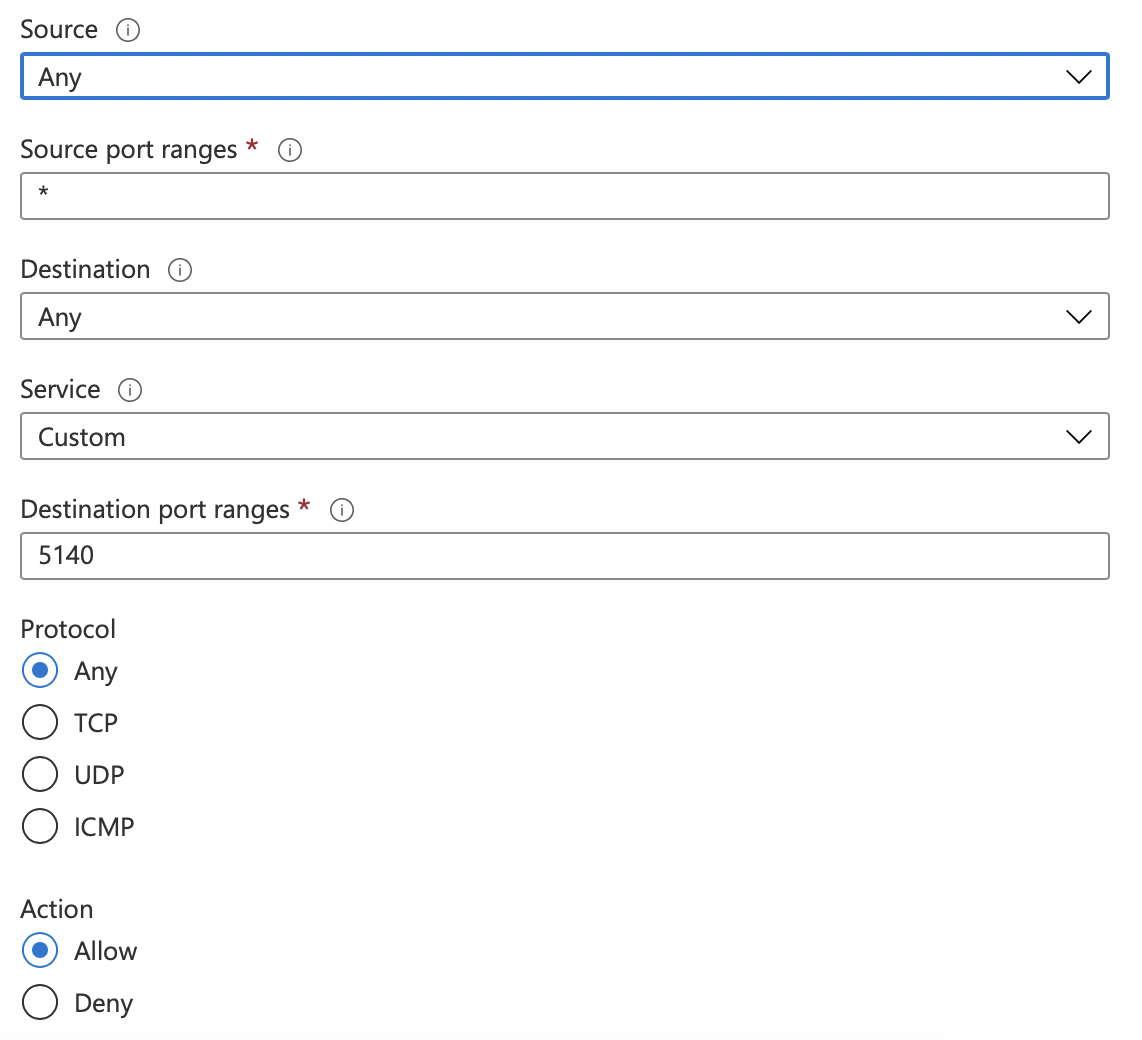 Source
Any
Source port ranges *
*
Destination
Any
Service
Custom
Destination port ranges *
5140
Protocol
Any
TCP
UDP
ICMP
Action
Allow
Deny